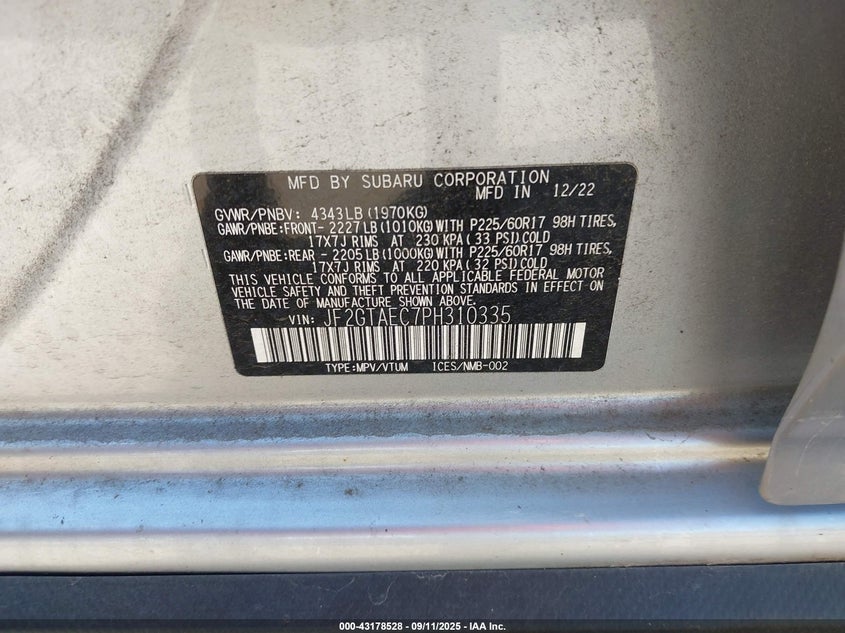 MFD BY SUBARU CORPORATION
MFD IN 12/22
GVWR/PNBV: 4343LB(1970KG)
GAWR/PNBE:FRONT-2227LB(1010KG)WITH P225/60R17 98H TIRES,
17X7J RIMS AT 230 KPA(33 PSI)COLD
GAWR/PNBE:REAR -2205LB(1000KG)WITH P225/60R17 98H TIRES,
17X7J RIMS AT 220 KPA(32 PSI)COLD
THIS VEHICLE CONFORMS TO ALL APPLICABLE FEDERAL MOTOR
VEHICLE SAFETY AND THEFT PREVENTION STANDARDS IN EFFECT
ON THE DATE OF MANUFACTURE SHOWN ABOVE.
VIN: JF2GTAEC7PH310335
TYPE:MPV/VTUM ICES/NMB-002
000-43178528 - 09/11/2025 - IAA Inc.